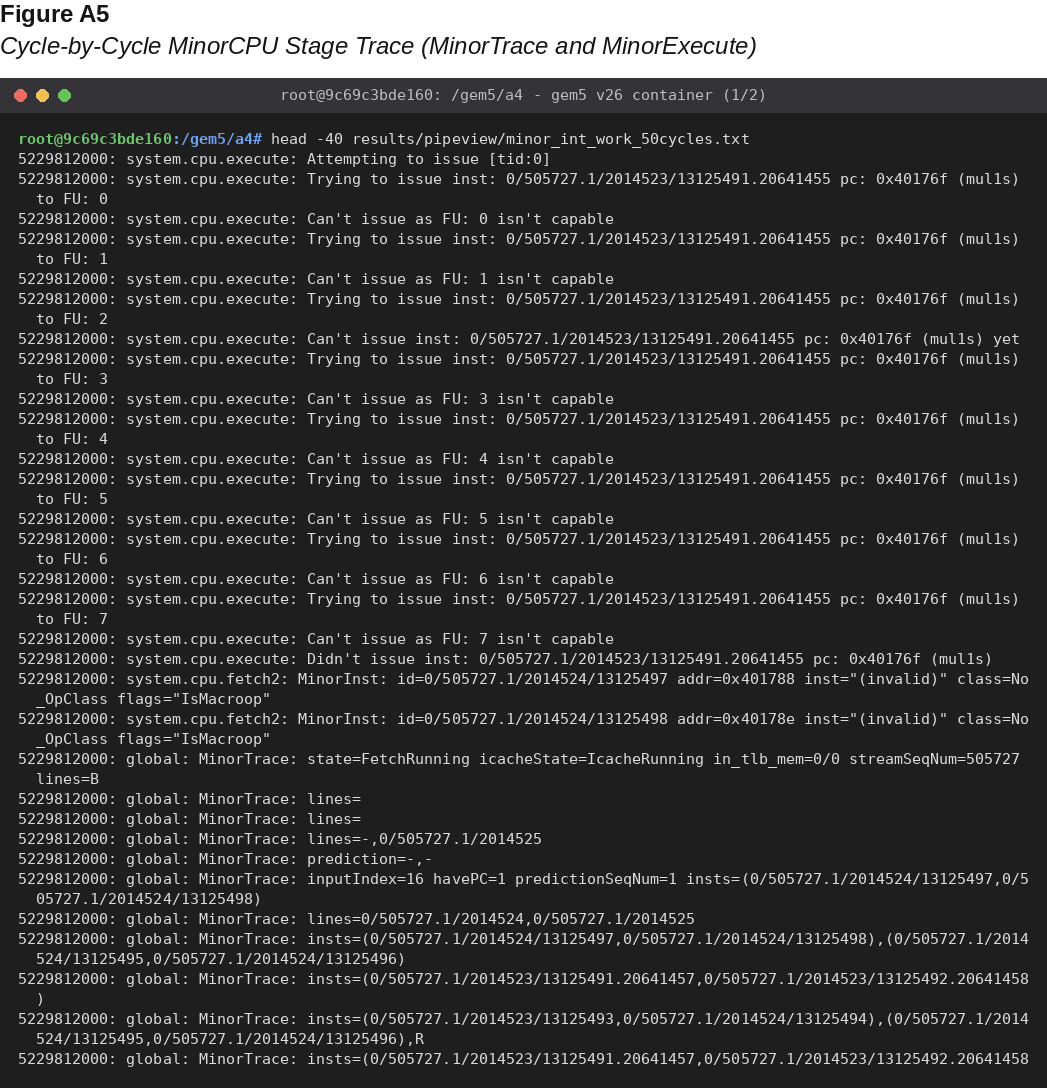 Figure A5
Cycle-by-Cycle MinorCPU Stage Trace (MinorTrace and MinorExecute)
root@9c69c3bde160: /gem5/a4 - gem5 v26 container (1/2)
root@9c69c3bde160:/gem5/a4# head -40 results/pipeview/minor_int_work_50cycles.txt
5229812000: system.cpu.execute: Attempting to issue [tid:0]
5229812000: system.cpu.execute: Trying to issue inst: 0/505727.1/2014523/13125491.20641455 pc: 0x40176f (mul1s)
to FU: 0
5229812000: system.cpu.execute: Can't issue as FU: 0 isn't capable
5229812000: system.cpu.execute: Trying to issue inst: 0/505727.1/2014523/13125491.20641455 pc: 0x40176f (mul1s)
to FU: 1
5229812000: system.cpu.execute: Can't issue as FU: 1 isn't capable
5229812000: system.cpu.execute: Trying to issue inst: 0/505727.1/2014523/13125491.20641455 pc: 0x40176f (mul1s)
to FU: 2
5229812000: system.cpu.execute: Can't issue inst: 0/505727.1/2014523/13125491.20641455 pc: 0x40176f (mul1s) yet
5229812000: system.cpu.execute: Trying to issue inst: 0/505727.1/2014523/13125491.20641455 pc: 0x40176f (mul1s)
to FU: 3
5229812000: system.cpu.execute: Can't issue as FU: 3 isn't capable
5229812000: system.cpu.execute: Trying to issue inst: 0/505727.1/2014523/13125491.20641455 pc: 0x40176f (mul1s)
to FU: 4
5229812000: system.cpu.execute: Can't issue as FU: 4 isn't capable
5229812000: system.cpu.execute: Trying to issue inst: 0/505727.1/2014523/13125491.20641455 pc: 0x40176f (mul1s)
to FU: 5
5229812000: system.cpu.execute: Can't issue as FU: 5 isn't capable
5229812000: system.cpu.execute: Trying to issue inst: 0/505727.1/2014523/13125491.20641455 pc: 0x40176f (mul1s)
to FU: 6
5229812000: system.cpu.execute: Can't issue as FU: 6 isn't capable
5229812000: system.cpu.execute: Trying to issue inst: 0/505727.1/2014523/13125491.20641455 pc: 0x40176f (mul1s)
to FU: 7
5229812000: system.cpu.execute: Can't issue as FU: 7 isn't capable
5229812000: system.cpu.execute: Didn't issue inst: 0/505727.1/2014523/13125491.20641455 pc: 0x40176f (mul1s)
5229812000: system.cpu.fetch2: MinorInst: id=0/505727.1/2014524/13125497 addr=0x401788 inst="(invalid)" class=No
_OpClass flags="IsMacroop"
5229812000: system.cpu.fetch2: MinorInst: id=0/505727.1/2014524/13125498 addr=0x40178e inst="(invalid)" class=No
_OpClass flags="IsMacroop"
5229812000: global: MinorTrace: state=FetchRunning icacheState=IcacheRunning in_tlb_mem=0/0 streamSeqNum=505727
lines=B
5229812000: global: MinorTrace: lines=
5229812000: global: MinorTrace: lines=
5229812000: global: MinorTrace: lines=-,0/505727.1/2014525
5229812000: global: MinorTrace: prediction=-,-
5229812000: global: MinorTrace: inputIndex=16 havePC=1 predictionSeqNum=1 insts=(0/505727.1/2014524/13125497,0/5
05727.1/2014524/13125498)
5229812000: global: MinorTrace: lines=0/505727.1/2014524,0/505727.1/2014525
5229812000: global: MinorTrace: insts=(0/505727.1/2014524/13125497,0/505727.1/2014524/13125498),(0/505727.1/2014
524/13125495,0/505727.1/2014524/13125496)
5229812000: global: MinorTrace: insts=(0/505727.1/2014523/13125491.20641457,0/505727.1/2014523/13125492.20641458
)
5229812000: global: MinorTrace: insts=(0/505727.1/2014523/13125493,0/505727.1/2014524/13125494),(0/505727.1/2014
524/13125495,0/505727.1/2014524/13125496),R
5229812000: global: MinorTrace: insts=(0/505727.1/2014523/13125491.20641457,0/505727.1/2014523/13125492.20641458